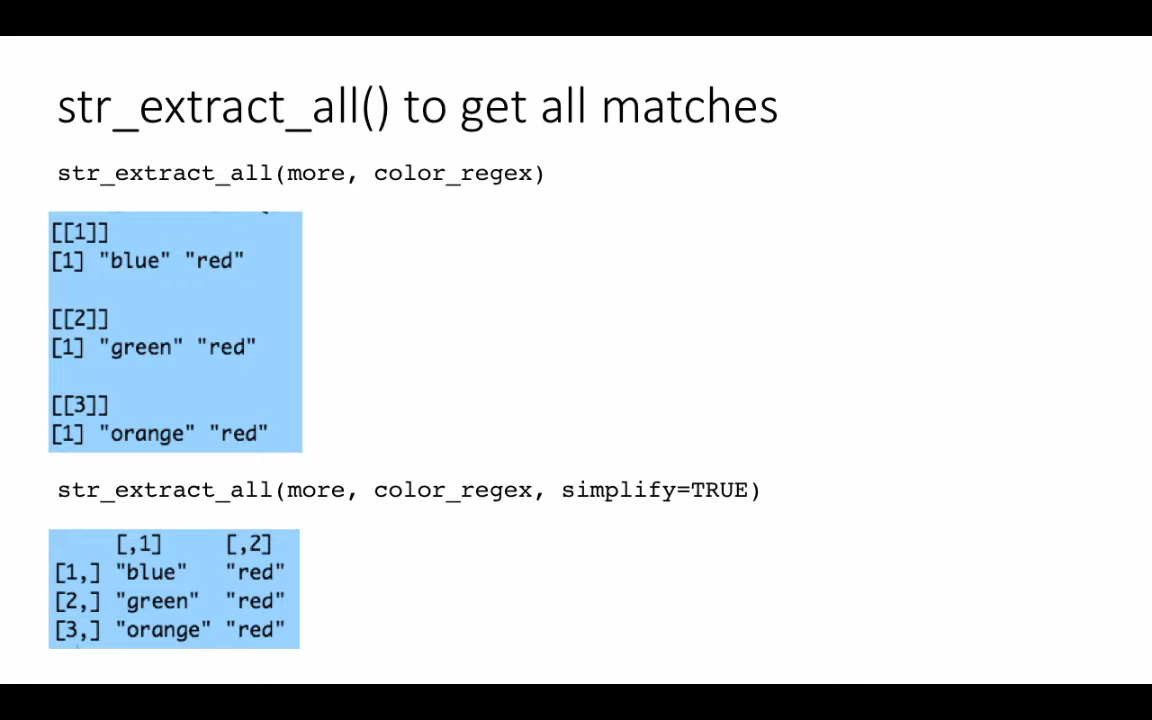 str_extract_all() to get all matches
str_extract_all(more, color_regex)
[[1]]
[1] "blue" "red"
[[2]]
[1] "green" "red"
[[3]]
[1] "orange" "red"
str_extract_all(more, color_regex, simplify=TRUE)
[,1] [,2]
[1,] "blue" "red"
[2,] "green" "red"
[3,] "orange" "red"